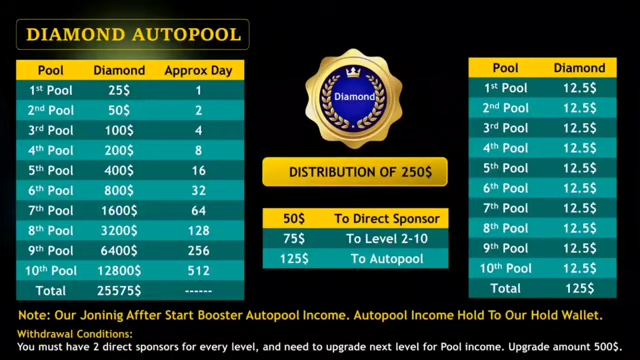 DIAMOND AUTOPOOL
Pool Diamond Approx Day
1st Pool 25$ 1
2nd Pool 50$ 2
3rd Pool 100$ 4
4th Pool 200$ 8
5th Pool 400$ 16
6th Pool 800$ 32
7th Pool 1600$ 64
8th Pool 3200$ 128
9th Pool 6400$ 256
10th Pool 12800$ 512
Total 25575$ ------
Diamond
DISTRIBUTION OF 250$
50$ To Direct Sponsor
75$ To Level 2-10
125$ To Autopool
Pool Diamond
1st Pool 12.5$
2nd Pool 12.5$
3rd Pool 12.5$
4th Pool 12.5$
5th Pool 12.5$
6th Pool 12.5$
7th Pool 12.5$
8th Pool 12.5$
9th Pool 12.5$
10th Pool 12.5$
Total 125$
Note: Our Joninig Affter Start Booster Autopool Income. Autopool Income Hold To Our Hold Wallet.
Withdrawal Conditions:
You must have 2 direct sponsors for every level, and need to upgrade next level for Pool income. Upgrade amount 500$.